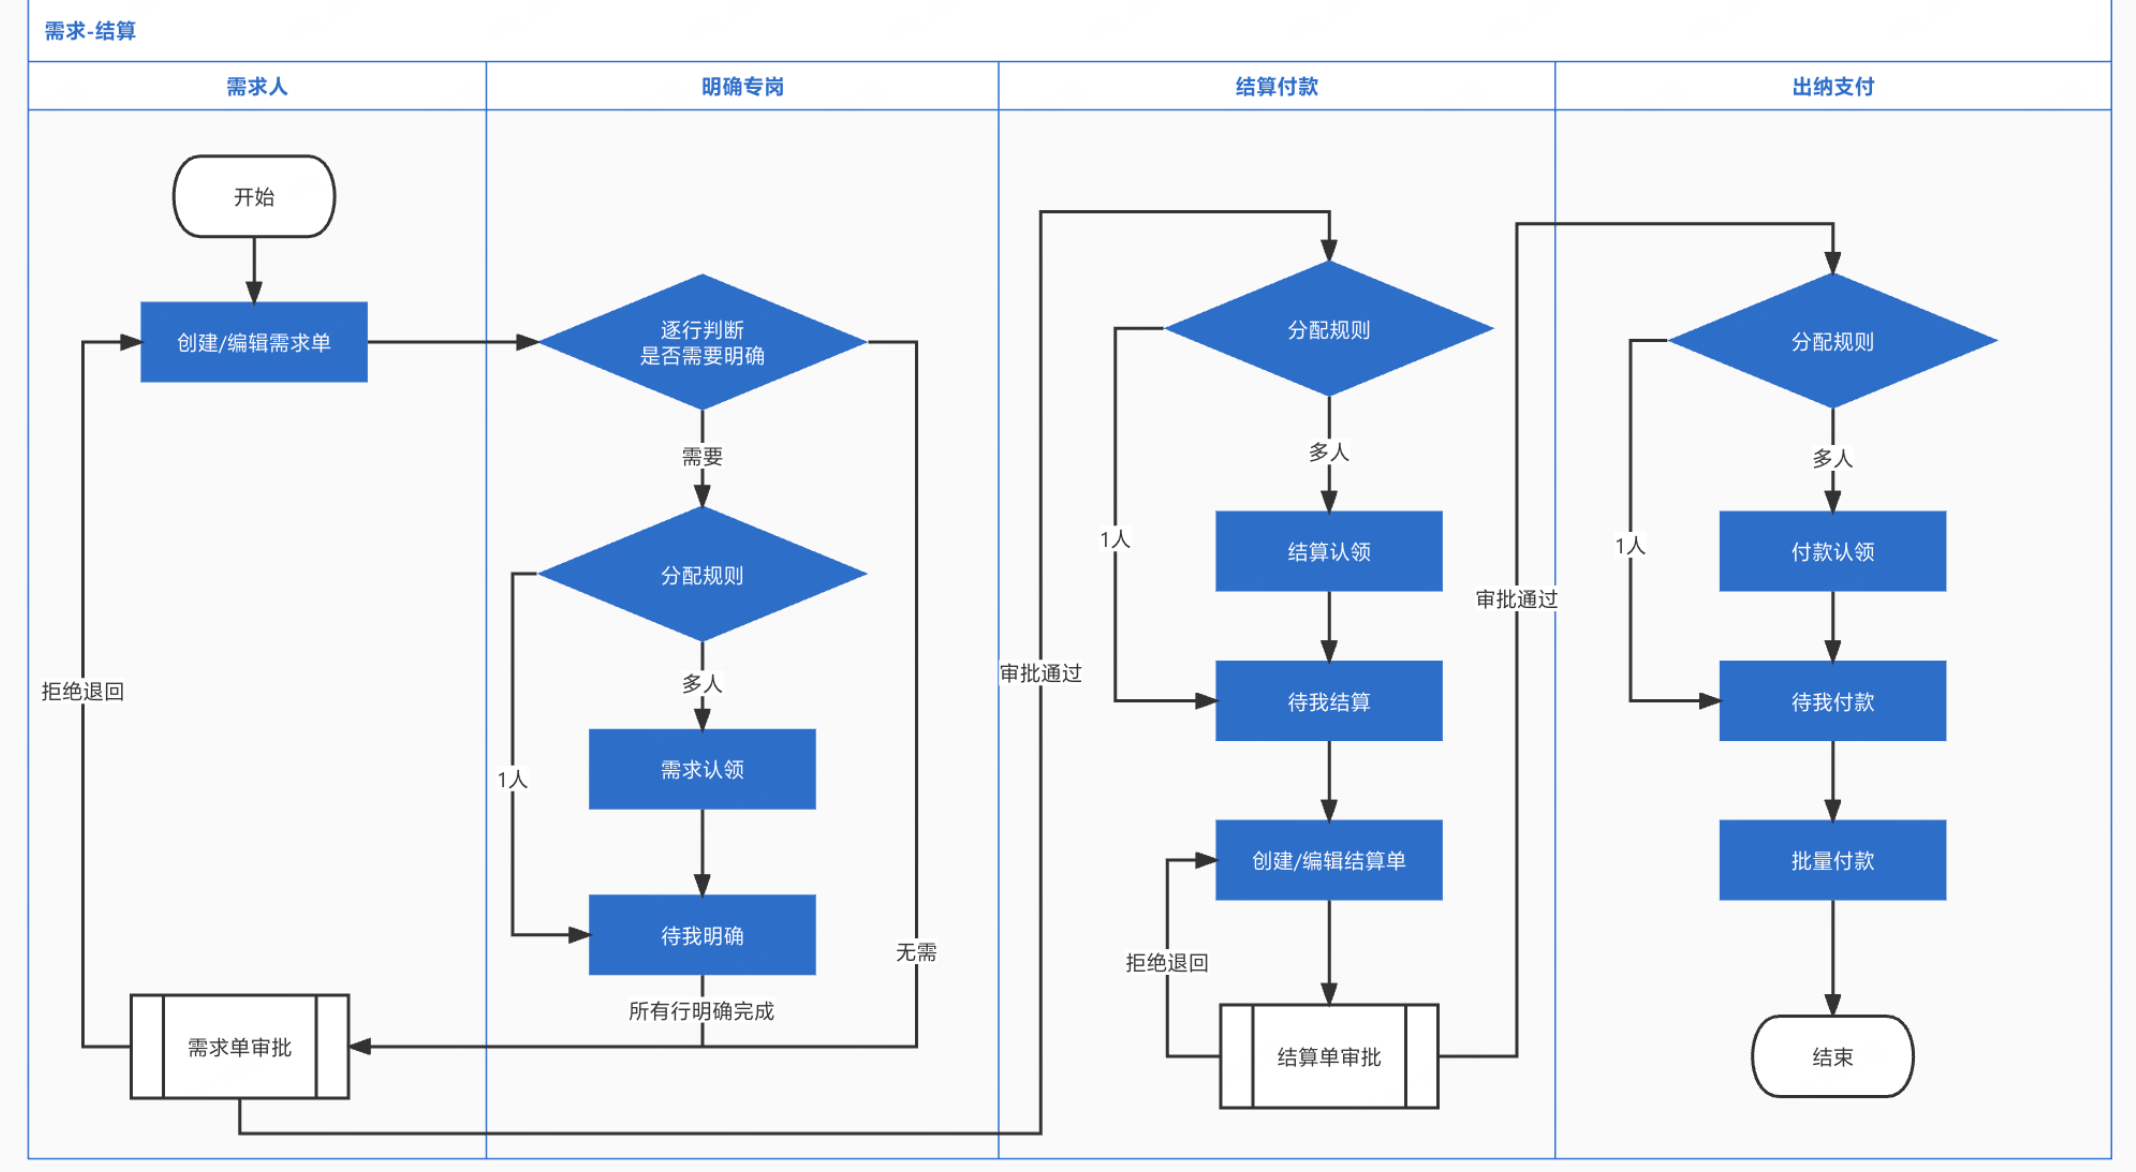 需求-结算
需求人
明确专岗
结算付款
出纳支付
开始
创建/编辑需求单
拒绝退回
需求单审批
逐行判断
是否需要明确
需要
分配规则
多人
1人
需求认领
待我明确
无需
所有行明确完成
审批通过
分配规则
多人
1人
结算认领
待我结算
创建/编辑结算单
拒绝退回
结算单审批
审批通过
分配规则
多人
1人
付款认领
待我付款
批量付款
结束